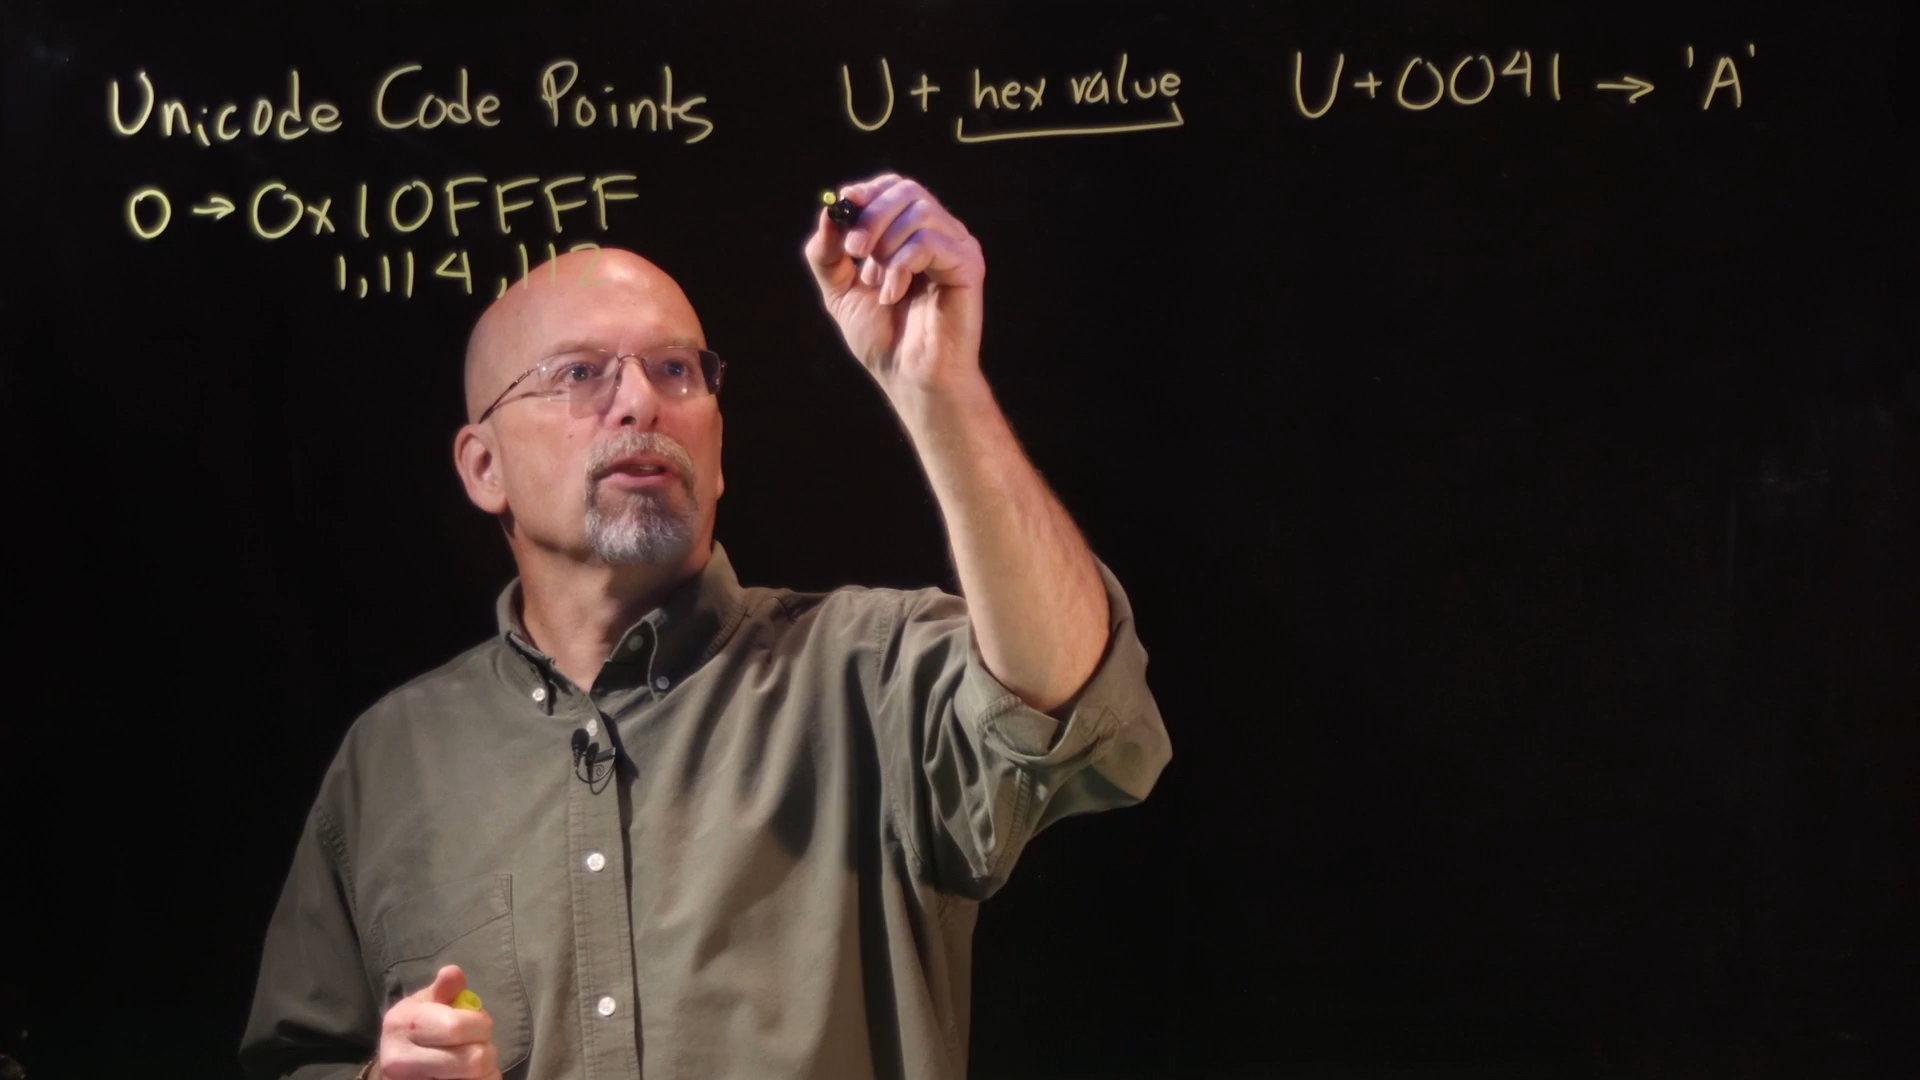 Unicode Code Points
0 → 0x10FFFF
1,114,112
U+ hex value
U+0041 → 'A'